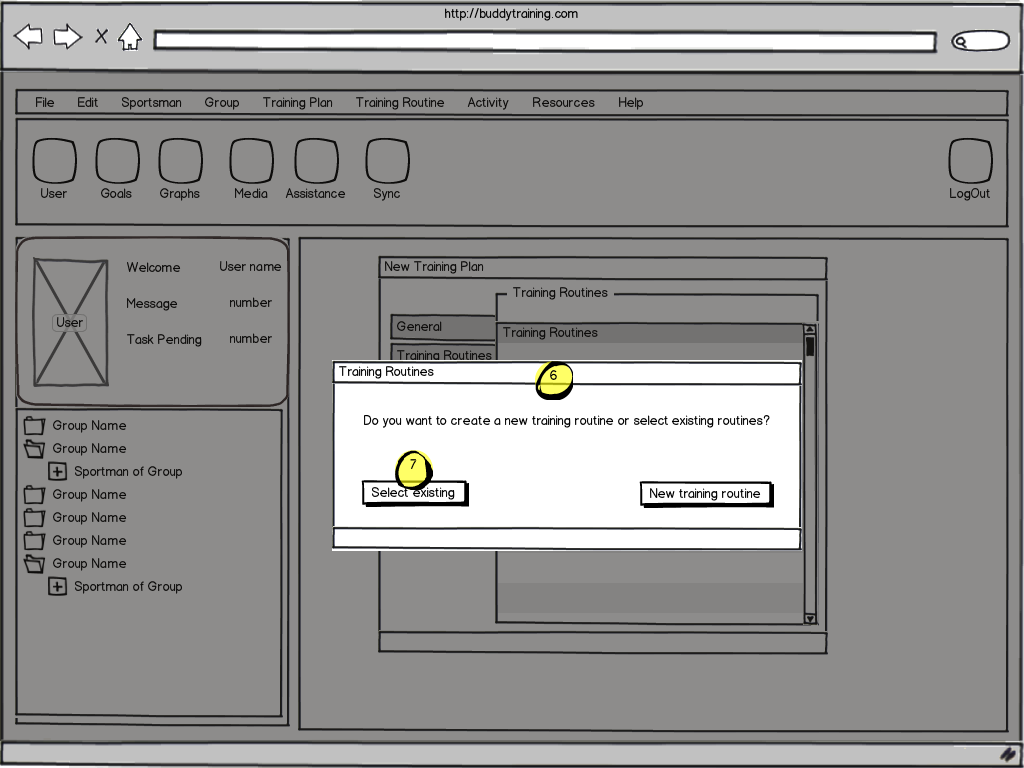 http://buddytraining.com
File Edit Sportsman Group Training Plan Training Routine Activity Resources Help
User Goals Graphs Media Assistance Sync LogOut
Welcome User name
Message number
User
Task Pending number
Group Name
Group Name
Sportman of Group
Group Name
Group Name
Group Name
Group Name
Sportman of Group
New Training Plan
Training Routines
General
Training Routines
Training Routines
Training Routines
6
Do you want to create a new training routine or select existing routines?
7
Select existing
New training routine